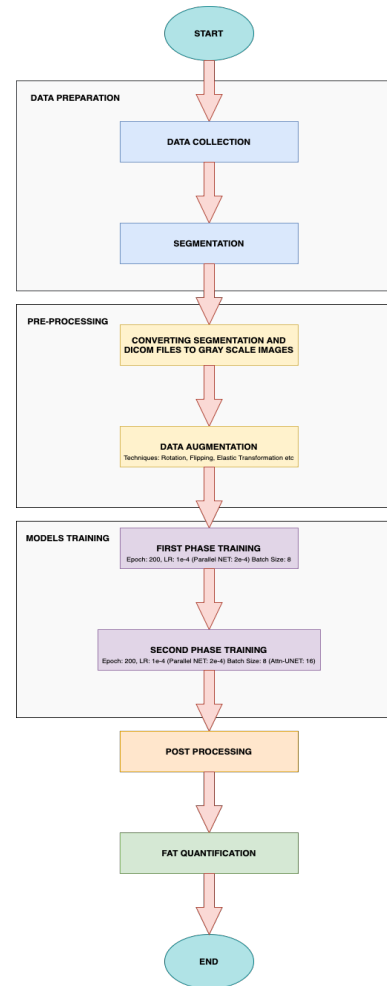 START
DATA PREPARATION
DATA COLLECTION
SEGMENTATION
PRE-PROCESSING
CONVERTING SEGMENTATION AND
DICOM FILES TO GRAY SCALE IMAGES
DATA AUGMENTATION
Techniques: Rotation, Flipping, Elastic Transformation etc
MODELS TRAINING
FIRST PHASE TRAINING
Epoch: 200, LR: 1e-4 (Parallel NET: 2e-4) Batch Size: 8
SECOND PHASE TRAINING
Epoch: 200, LR: 1e-4 (Parallel NET: 2e-4) Batch Size: 8 (Attn-UNET: 16)
POST PROCESSING
FAT QUANTIFICATION
END